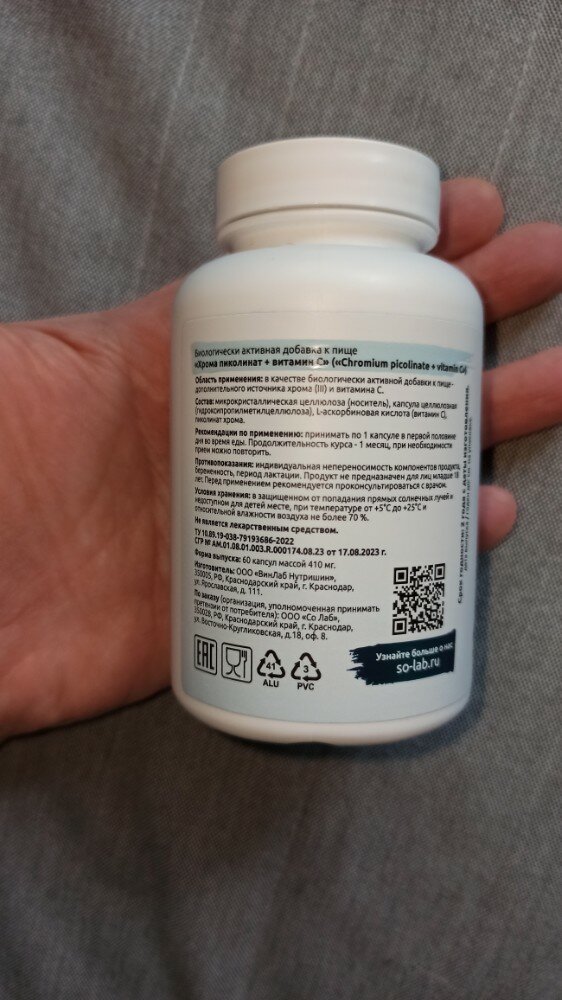 Биологически активная добавка к пище
«Хрома пиколинат + витамин С» («Chromium picolinate + vitamin C»)
Область применения: в качестве биологически активной добавки к пище -
дополнительного источника хрома (III) и витамина С.
Состав: микрокристаллическая целлюлоза (носитель), капсула целлюлозная
(гидроксипропилметилцеллюлоза), L-аскорбиновая кислота (витамин С),
пиколинат хрома.
Рекомендации по применению: принимать по 1 капсуле в первой половине
дня во время еды. Продолжительность курса - 1 месяц, при необходимости
прием можно повторить.
Противопоказания: индивидуальная непереносимость компонентов продукта,
беременность, период лактации. Продукт не предназначен для лиц младше 18
лет. Перед применением рекомендуется проконсультироваться с врачом.
Условия хранения: в защищенном от попадания прямых солнечных лучей и
недоступном для детей месте, при температуре от +5°С до +25°С и
относительной влажности воздуха не более 70 %.
Не является лекарственным средством.
ТУ 10.89.19-038-79193686-2022
СГР № AM.01.08.01.003.R.000174.08.23 от 17.08.2023 г.
Форма выпуска: 60 капсул массой 410 мг.
Изготовитель: ООО «ВинЛаб Нутришин»,
350005, РФ, Краснодарский край, г. Краснодар,
ул. Ярославская, д. 111.
По заказу (организация, уполномоченная принимать
претензии от потребителя): ООО «Со Лаб»,
350028, РФ, Краснодарский край, г. Краснодар,
ул. Восточно-Кругликовская, д.18, оф. 8.
EAC
41
ALU
3
PVC
Узнайте больше о нас
so-lab.ru
Срок годности: 2 года с даты изготовления.